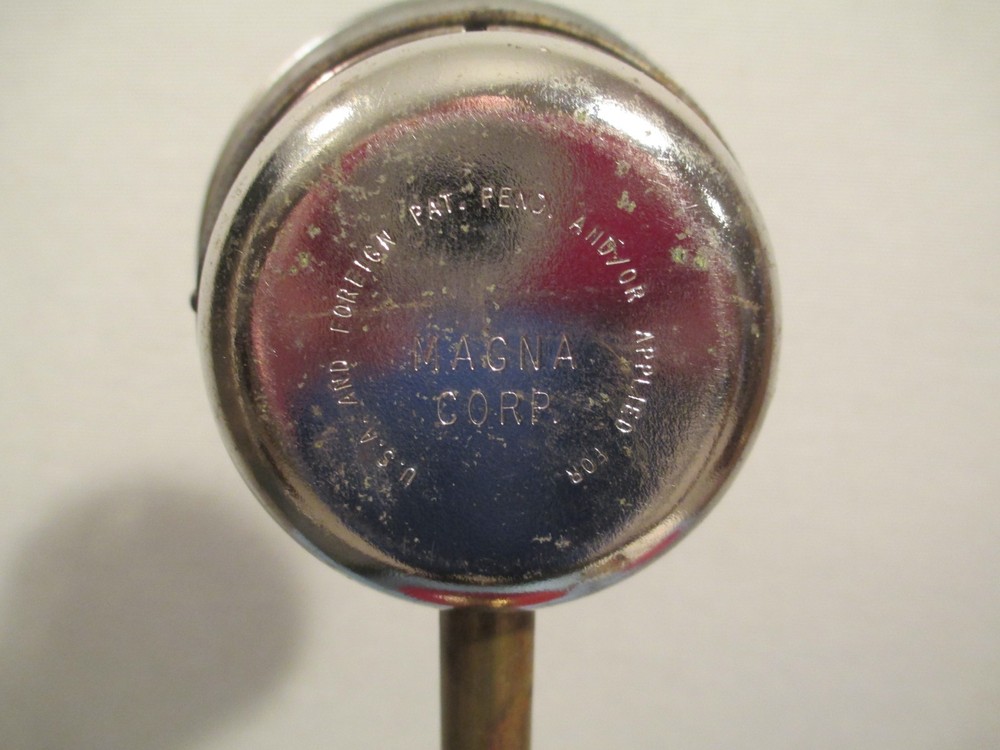 U.S.A. AND FOREIGN PAT. PEND. AND/OR APPLIED FOR
MAGNA
CORP.